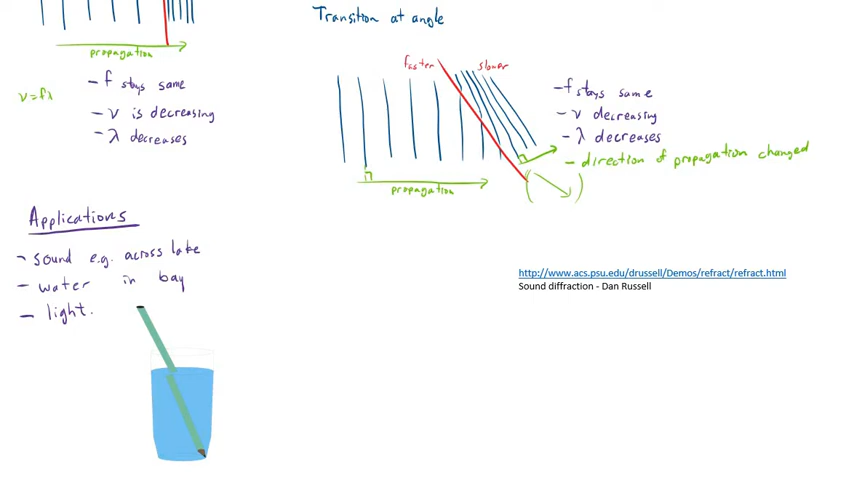 Transition at angle
propagation
v=fλ
- f stays same
- v is decreasing
- λ decreases
faster
slower
propagation
- f stays same
- v decreasing
- λ decreases
- direction of propagation changed
( )
Applications
- sound e.g. across lake
- water in bay
- light.
http://www.acs.psu.edu/drussell/Demos/refract/refract.html
Sound diffraction - Dan Russell